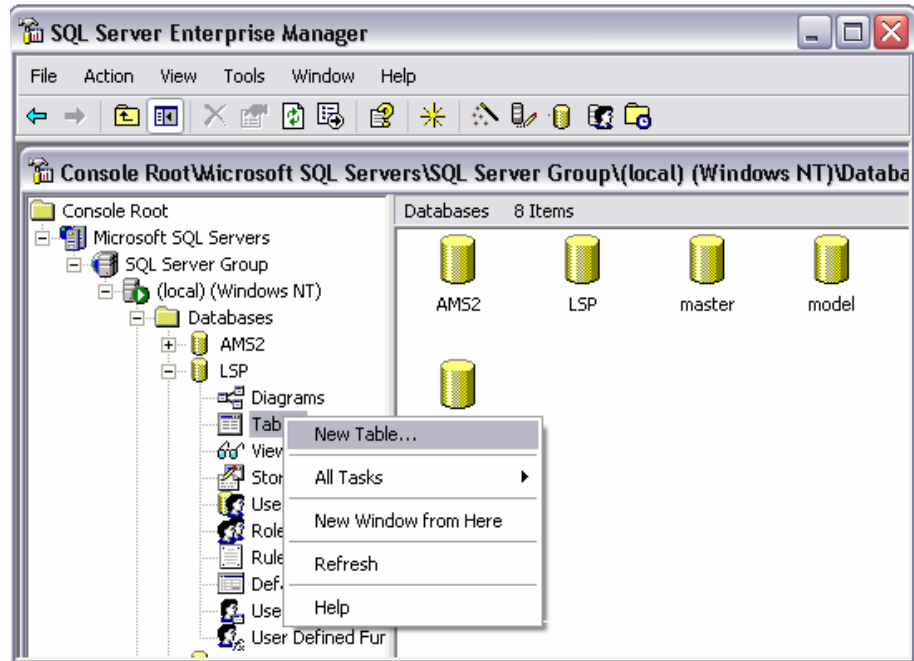 SQL Server Enterprise Manager
File Action View Tools Window Help
Console Root\Microsoft SQL Servers\SQL Server Group\(local) (Windows NT)\Databa
Console Root
Databases 8 Items
Microsoft SQL Servers
SQL Server Group
(local) (Windows NT)
AMS2 LSP master model
Databases
AMS2
LSP
Diagrams
Tab
New Table...
View
Stor
All Tasks
Use
New Window from Here
Role
Rule
Refresh
Def
Use
Help
User Defined Fur